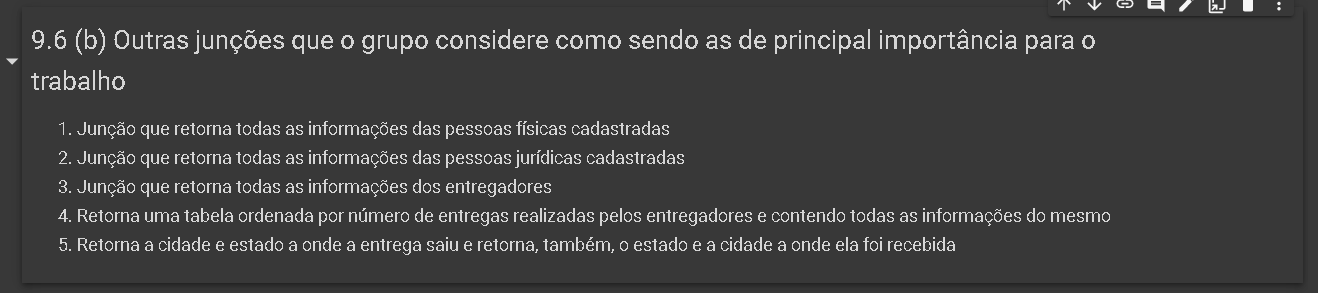 9.6 (b) Outras junções que o grupo considere como sendo as de principal importância para o
trabalho
1. Junção que retorna todas as informações das pessoas físicas cadastradas
2. Junção que retorna todas as informações das pessoas jurídicas cadastradas
3. Junção que retorna todas as informações dos entregadores
4. Retorna uma tabela ordenada por número de entregas realizadas pelos entregadores e contendo todas as informações do mesmo
5. Retorna a cidade e estado a onde a entrega saiu e retorna, também, o estado e a cidade a onde ela foi recebida